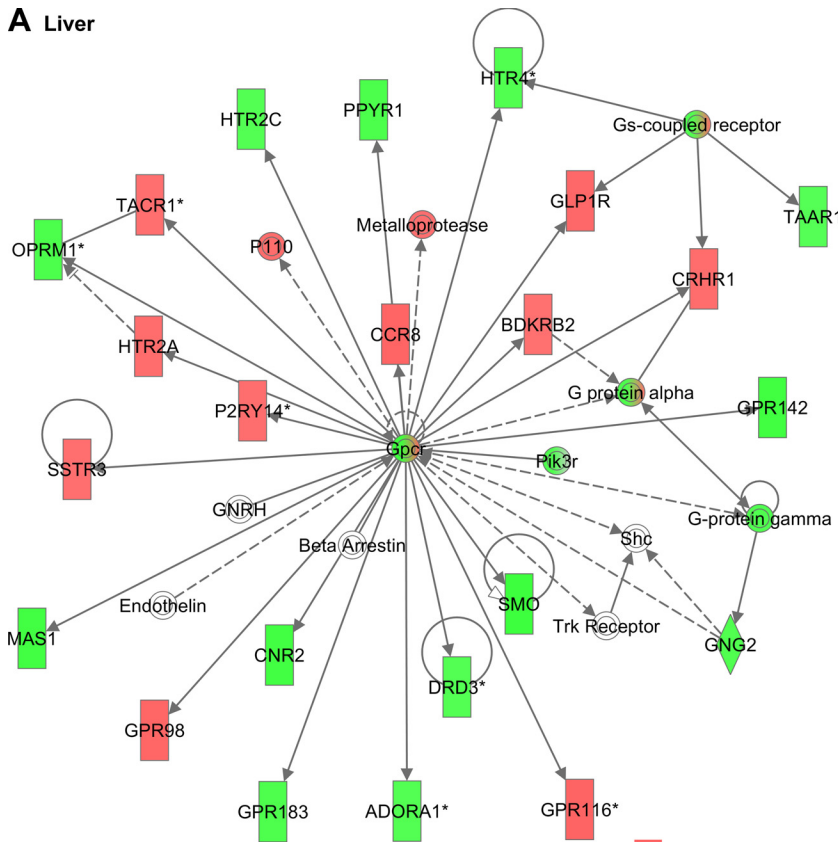 A Liver
HTR4*
PPYR1
HTR2C
Gs-coupled receptor
TACR1*
GLP1R
TAAR1
Metalloprotease
OPRM1*
P110
CRHR1
CCR8
BDKRB2
HTR2A
G protein alpha
P2RY14*
GPR142
Gpcr
SSTR3
Pik3r
GNRH
G-protein gamma
Beta Arrestin
Shc
Endothelin
SMO
Trk Receptor
MAS1
GNG2
CNR2
DRD3*
GPR98
GPR183
ADORA1*
GPR116*